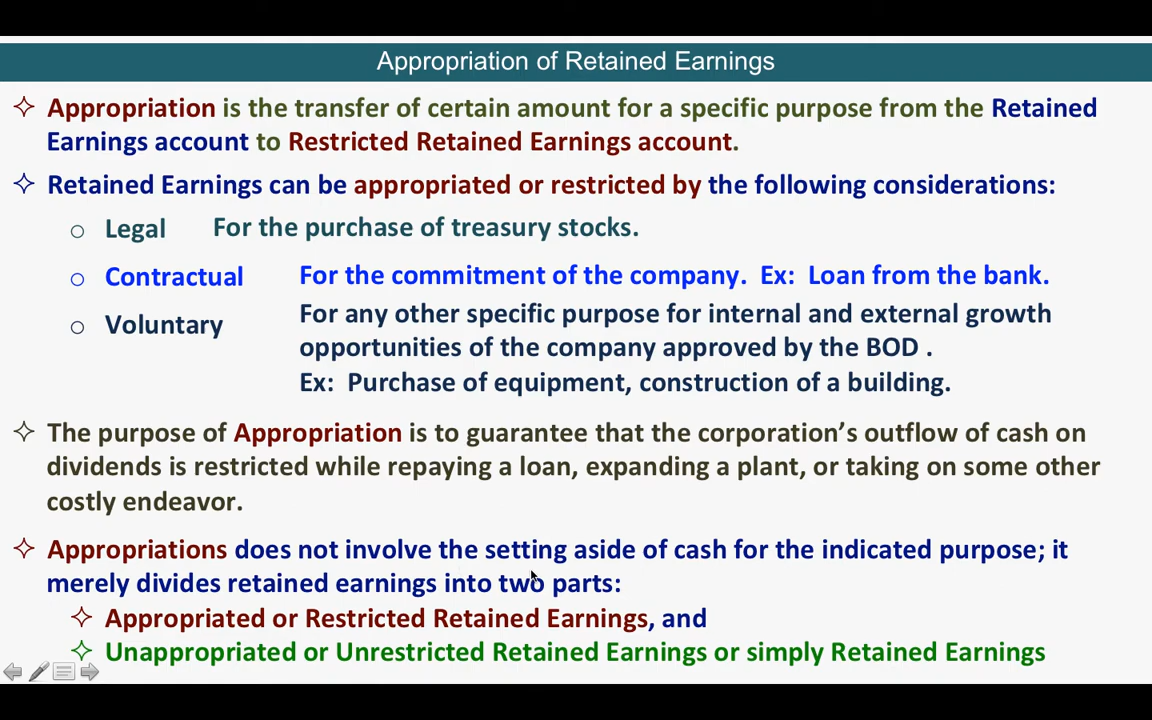 Appropriation of Retained Earnings
Appropriation is the transfer of certain amount for a specific purpose from the Retained
Earnings account to Restricted Retained Earnings account.
Retained Earnings can be appropriated or restricted by the following considerations:
Legal For the purchase of treasury stocks.
Contractual For the commitment of the company. Ex: Loan from the bank.
Voluntary For any other specific purpose for internal and external growth
opportunities of the company approved by the BOD .
Ex: Purchase of equipment, construction of a building.
The purpose of Appropriation is to guarantee that the corporation’s outflow of cash on
dividends is restricted while repaying a loan, expanding a plant, or taking on some other
costly endeavor.
Appropriations does not involve the setting aside of cash for the indicated purpose; it
merely divides retained earnings into two parts:
Appropriated or Restricted Retained Earnings, and
Unappropriated or Unrestricted Retained Earnings or simply Retained Earnings